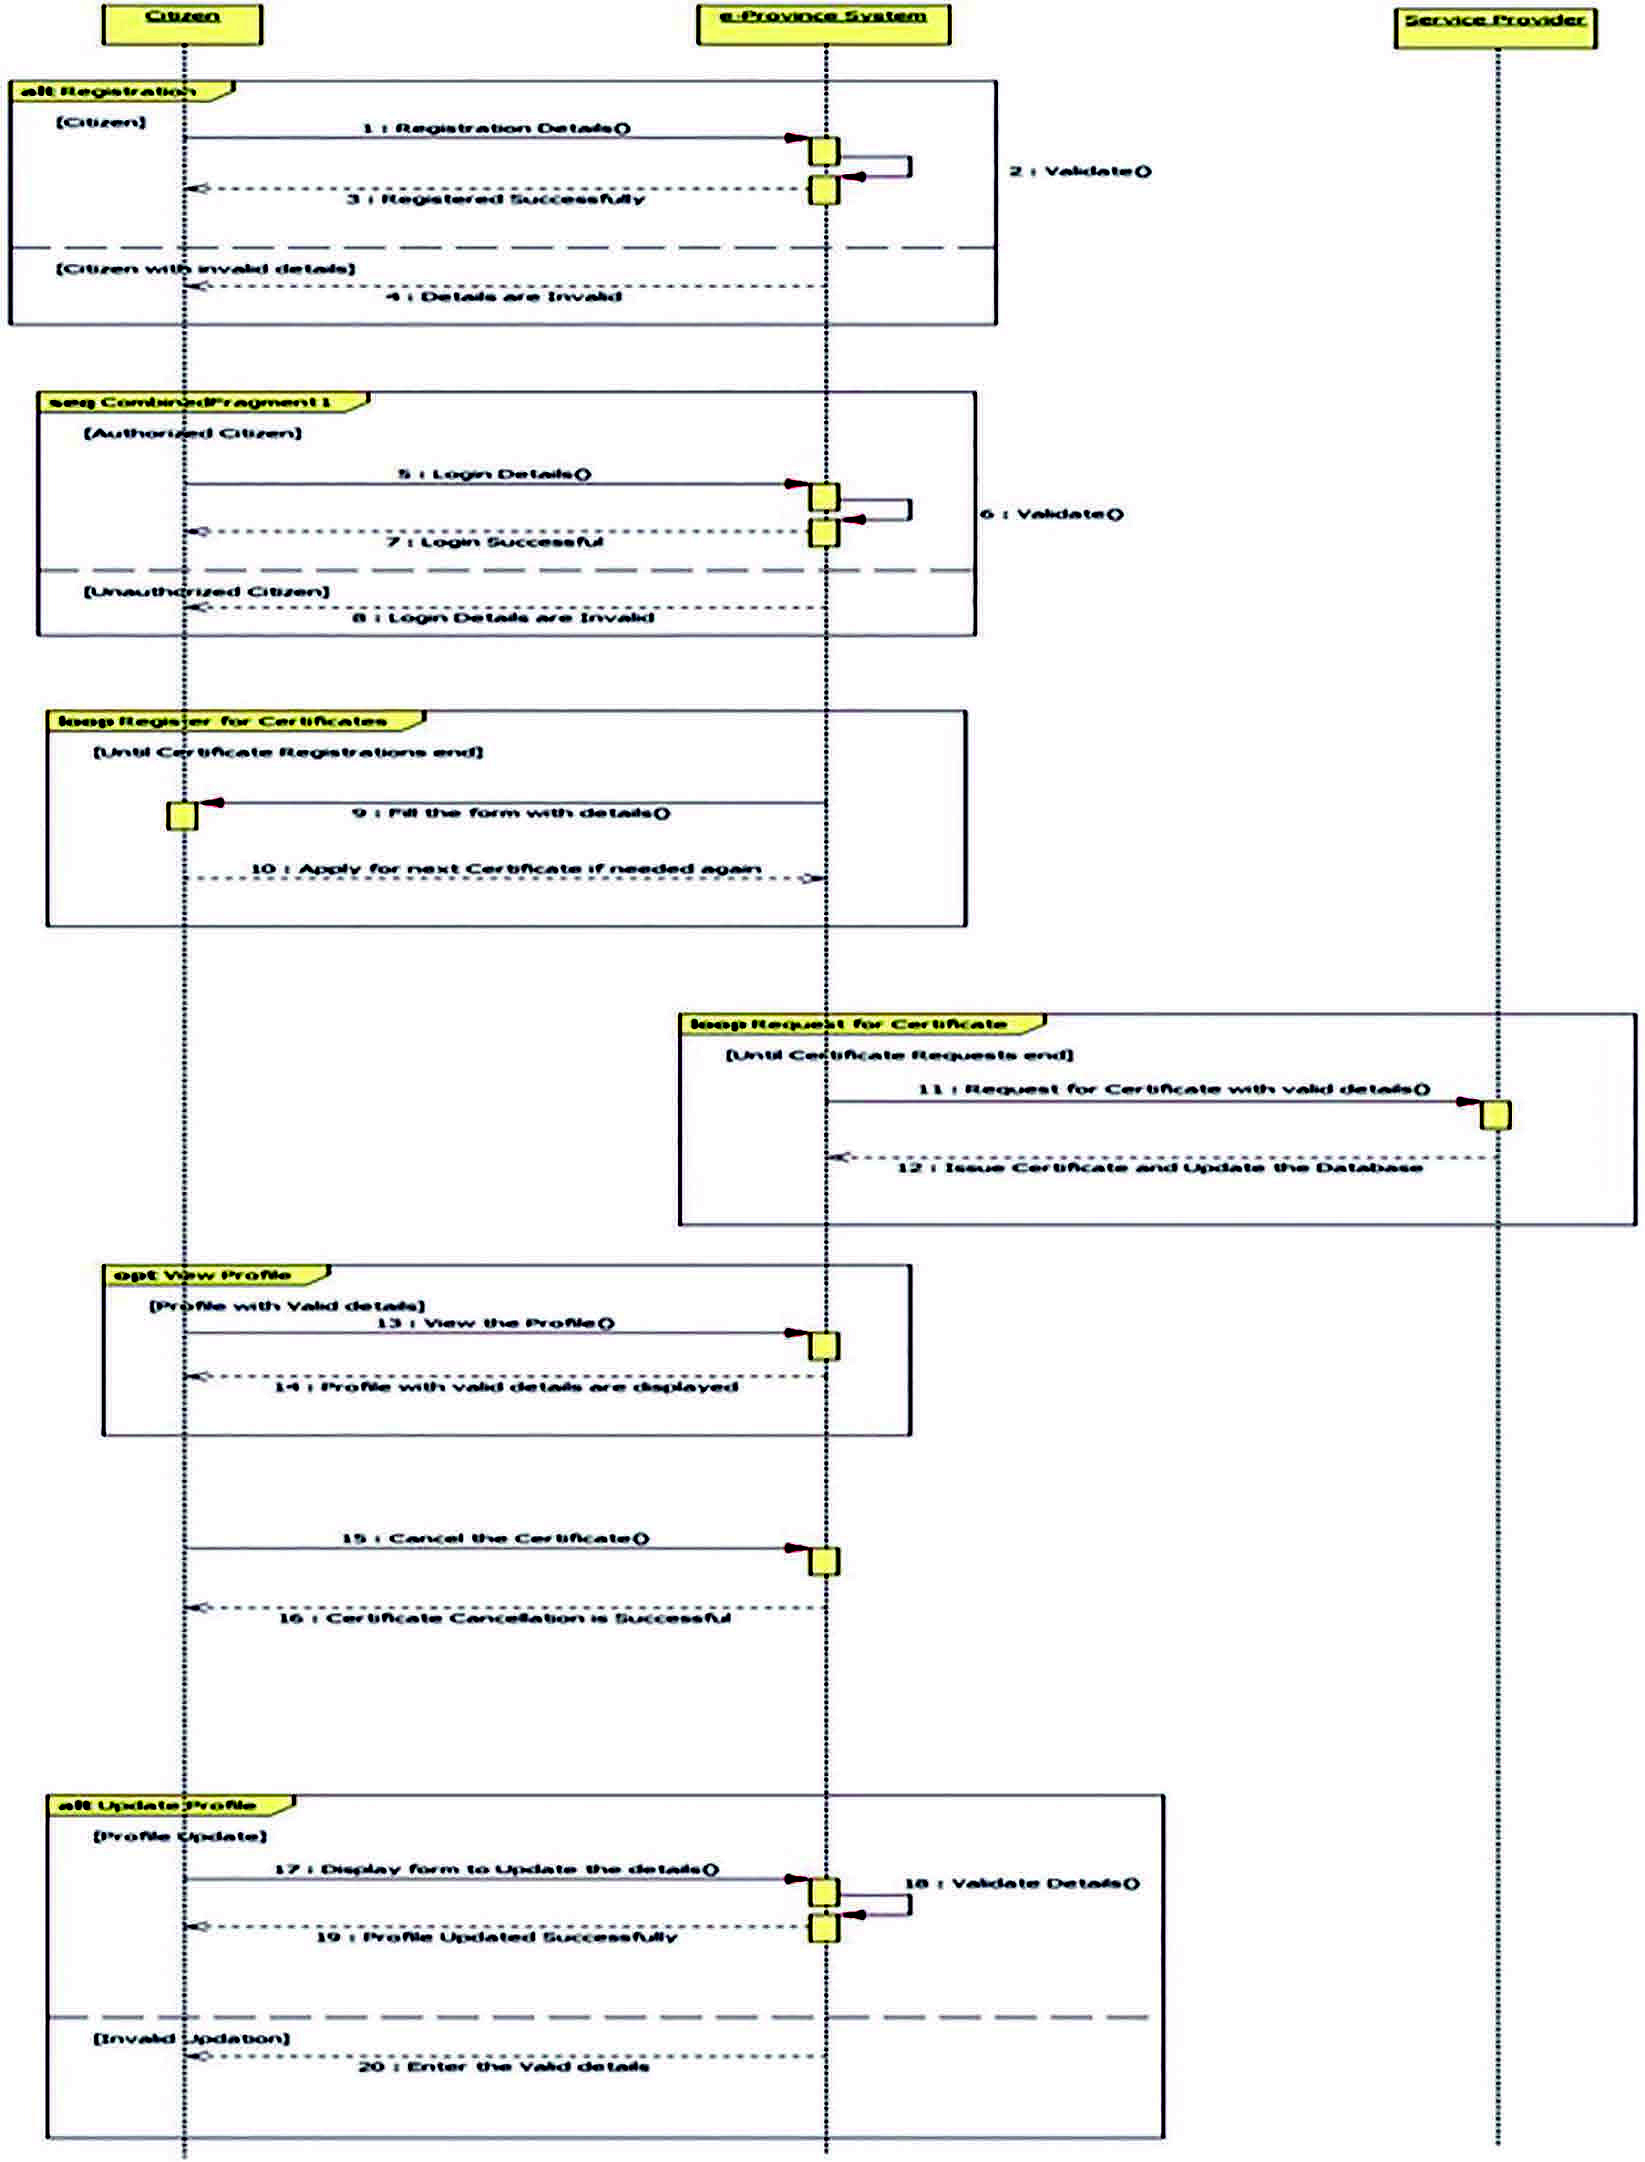 Citizen
e-Province System
Service Provider
alt Registration
[Citizen]
1 : Registration Details()
2 : Validate()
3 : Registered Successfully
[Citizen with invalid details]
4 : Details are Invalid
seq CombinedFragment1
[Authorized Citizen]
5 : Login Details()
6 : Validate()
7 : Login Successful
[Unauthorized Citizen]
8 : Login Details are Invalid
loop Register for Certificates
[Until Certificate Registrations end]
9 : Fill the form with details()
10 : Apply for next Certificate if needed again
loop Request for Certificate
[Until Certificate Requests end]
11 : Request for Certificate with valid details()
12 : Issue Certificate and Update the Database
opt View Profile
[Profile with Valid details]
13 : View the Profile()
14 : Profile with valid details are displayed
15 : Cancel the Certificate()
16 : Certificate Cancellation is Successful
alt Update Profile
[Profile Update]
17 : Display form to Update the details()
18 : Validate Details()
19 : Profile Updated Successfully
[Invalid Updation]
20 : Enter the Valid details